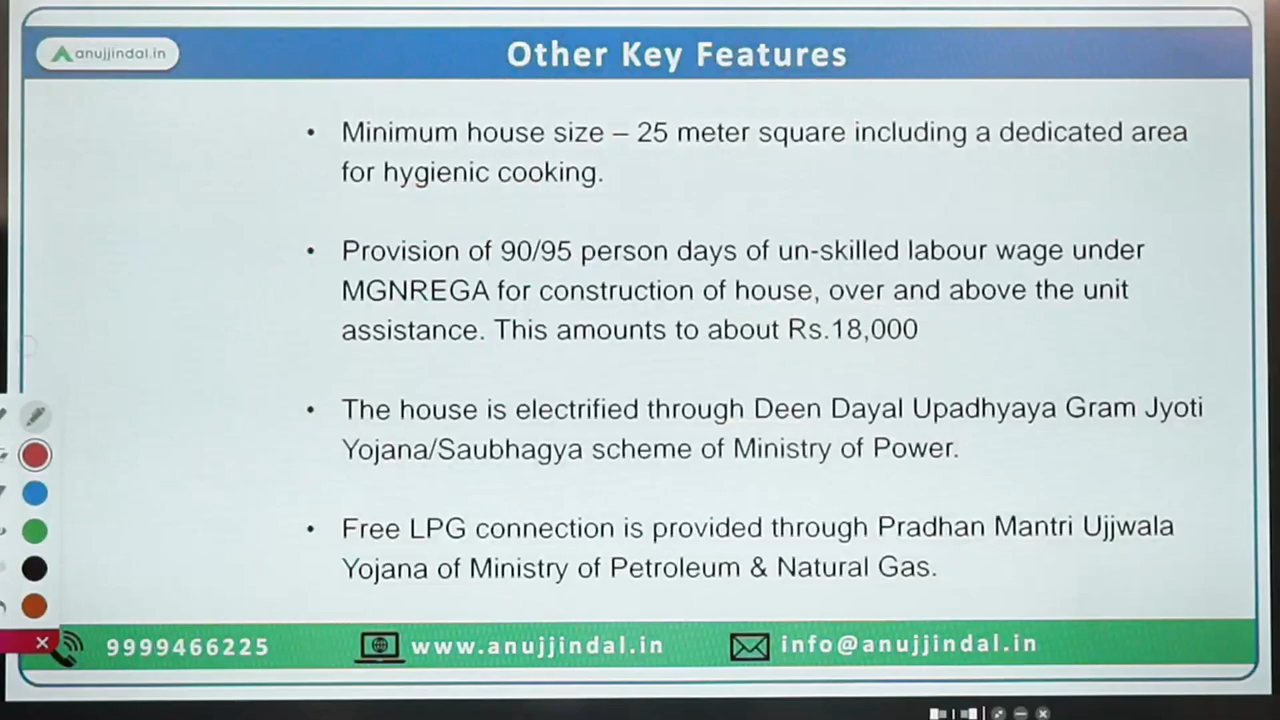 anujjindal.in
Other Key Features
• Minimum house size – 25 meter square including a dedicated area
for hygienic cooking.
• Provision of 90/95 person days of un-skilled labour wage under
MGNREGA for construction of house, over and above the unit
assistance. This amounts to about Rs.18,000
• The house is electrified through Deen Dayal Upadhyaya Gram Jyoti
Yojana/Saubhagya scheme of Ministry of Power.
• Free LPG connection is provided through Pradhan Mantri Ujjwala
Yojana of Ministry of Petroleum & Natural Gas.
9999466225 www.anujjindal.in info@anujjindal.in